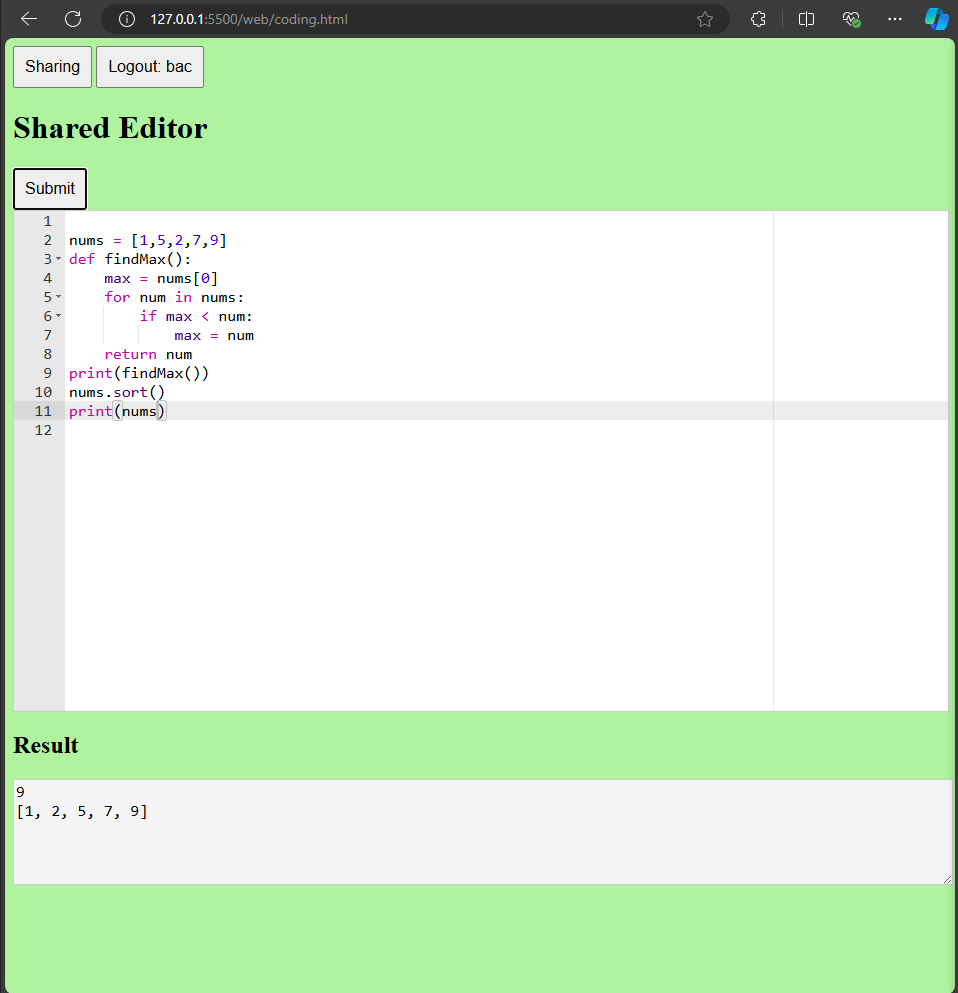 127.0.0.1:5500/web/coding.html
Sharing Logout: bac
Shared Editor
Submit
1
2 nums = [1,5,2,7,9]
3 def findMax():
4     max = nums[0]
5     for num in nums:
6         if max < num:
7             max = num
8     return num
9 print(findMax())
10 nums.sort()
11 print(nums)
12
Result
9
[1, 2, 5, 7, 9]